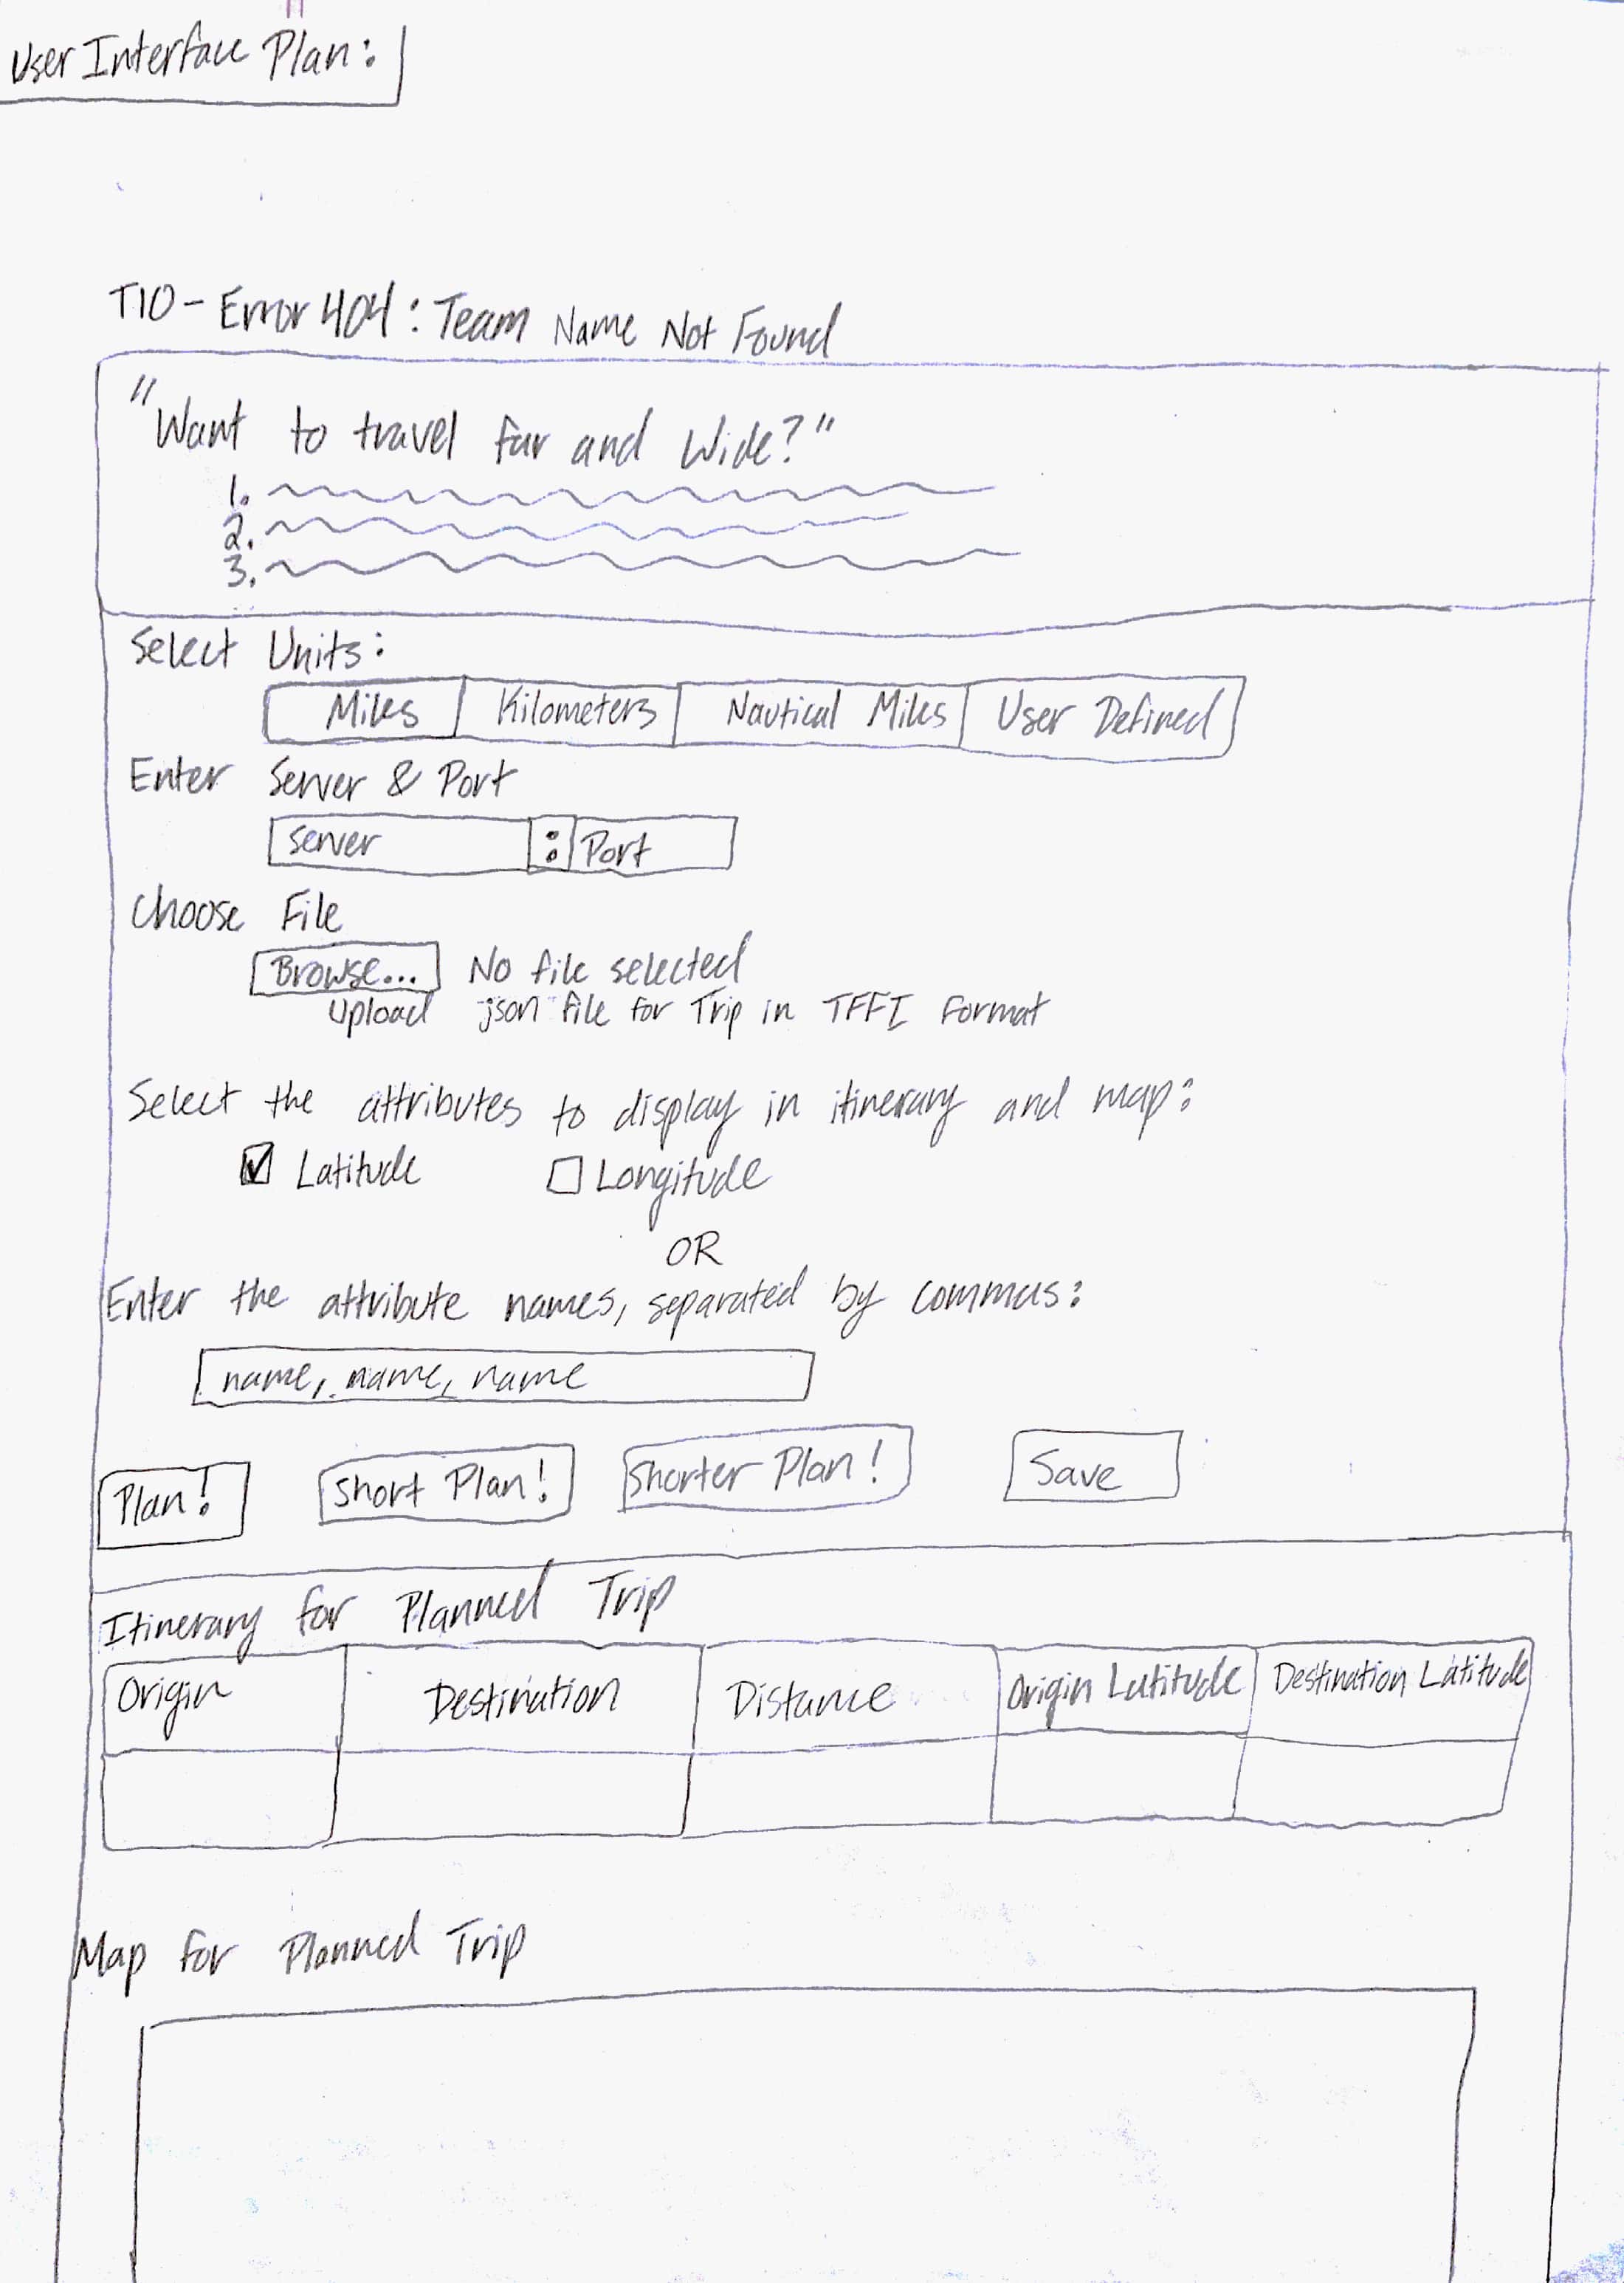 User Interface Plan:
T10 - Error 404: Team Name Not Found
"Want to travel far and Wide?"
1.
2.
3.
Select Units:
Miles Kilometers Nautical Miles User Defined
Enter Server & Port
Server : Port
Choose File
Browse... No file selected
Upload json file for Trip in TFFI format
Select the attributes to display in itinerary and map:
Latitude Longitude
OR
Enter the attribute names, separated by commas:
name, name, name
Plan! Short Plan! Shorter Plan! Save
Itinerary for Planned Trip
Origin Destination Distance Origin Latitude Destination Latitude
Map for Planned Trip